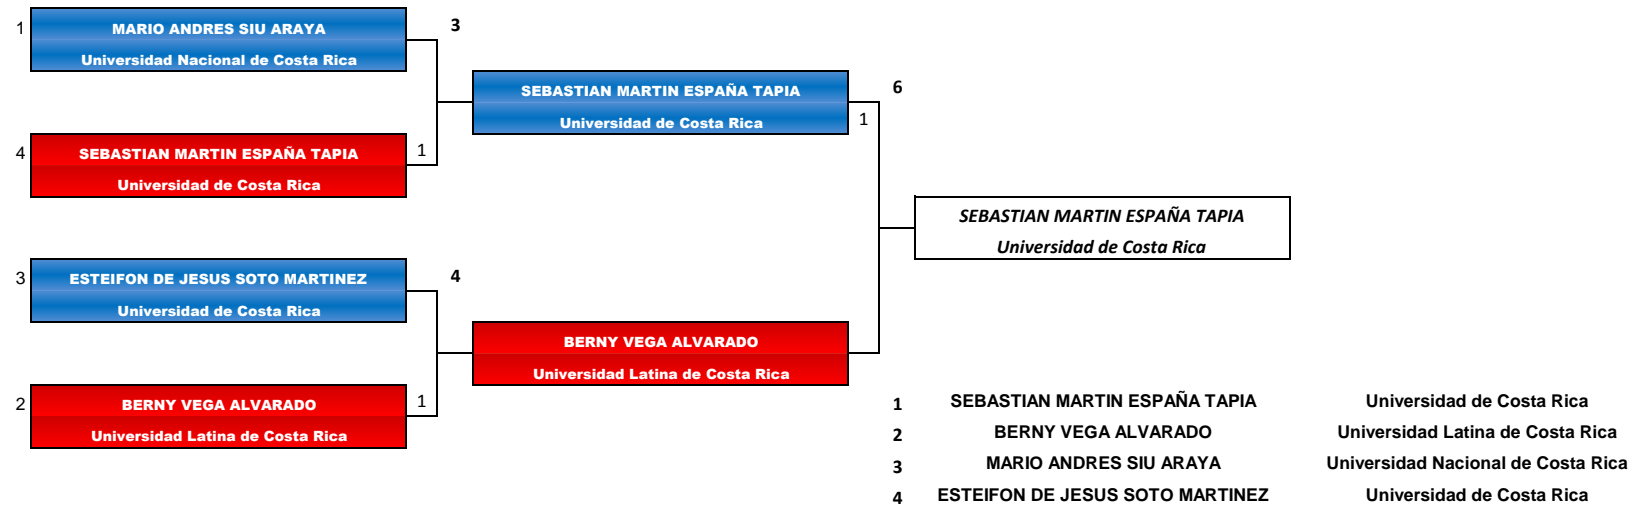 1
MARIO ANDRES SIU ARAYA
Universidad Nacional de Costa Rica
3
4
SEBASTIAN MARTIN ESPAÑA TAPIA
Universidad de Costa Rica
1
SEBASTIAN MARTIN ESPAÑA TAPIA
Universidad de Costa Rica
6
1
SEBASTIAN MARTIN ESPAÑA TAPIA
Universidad de Costa Rica
3
ESTEIFON DE JESUS SOTO MARTINEZ
Universidad de Costa Rica
4
BERNY VEGA ALVARADO
Universidad Latina de Costa Rica
2
BERNY VEGA ALVARADO
Universidad Latina de Costa Rica
1
1 SEBASTIAN MARTIN ESPAÑA TAPIA Universidad de Costa Rica
2 BERNY VEGA ALVARADO Universidad Latina de Costa Rica
3 MARIO ANDRES SIU ARAYA Universidad Nacional de Costa Rica
4 ESTEIFON DE JESUS SOTO MARTINEZ Universidad de Costa Rica